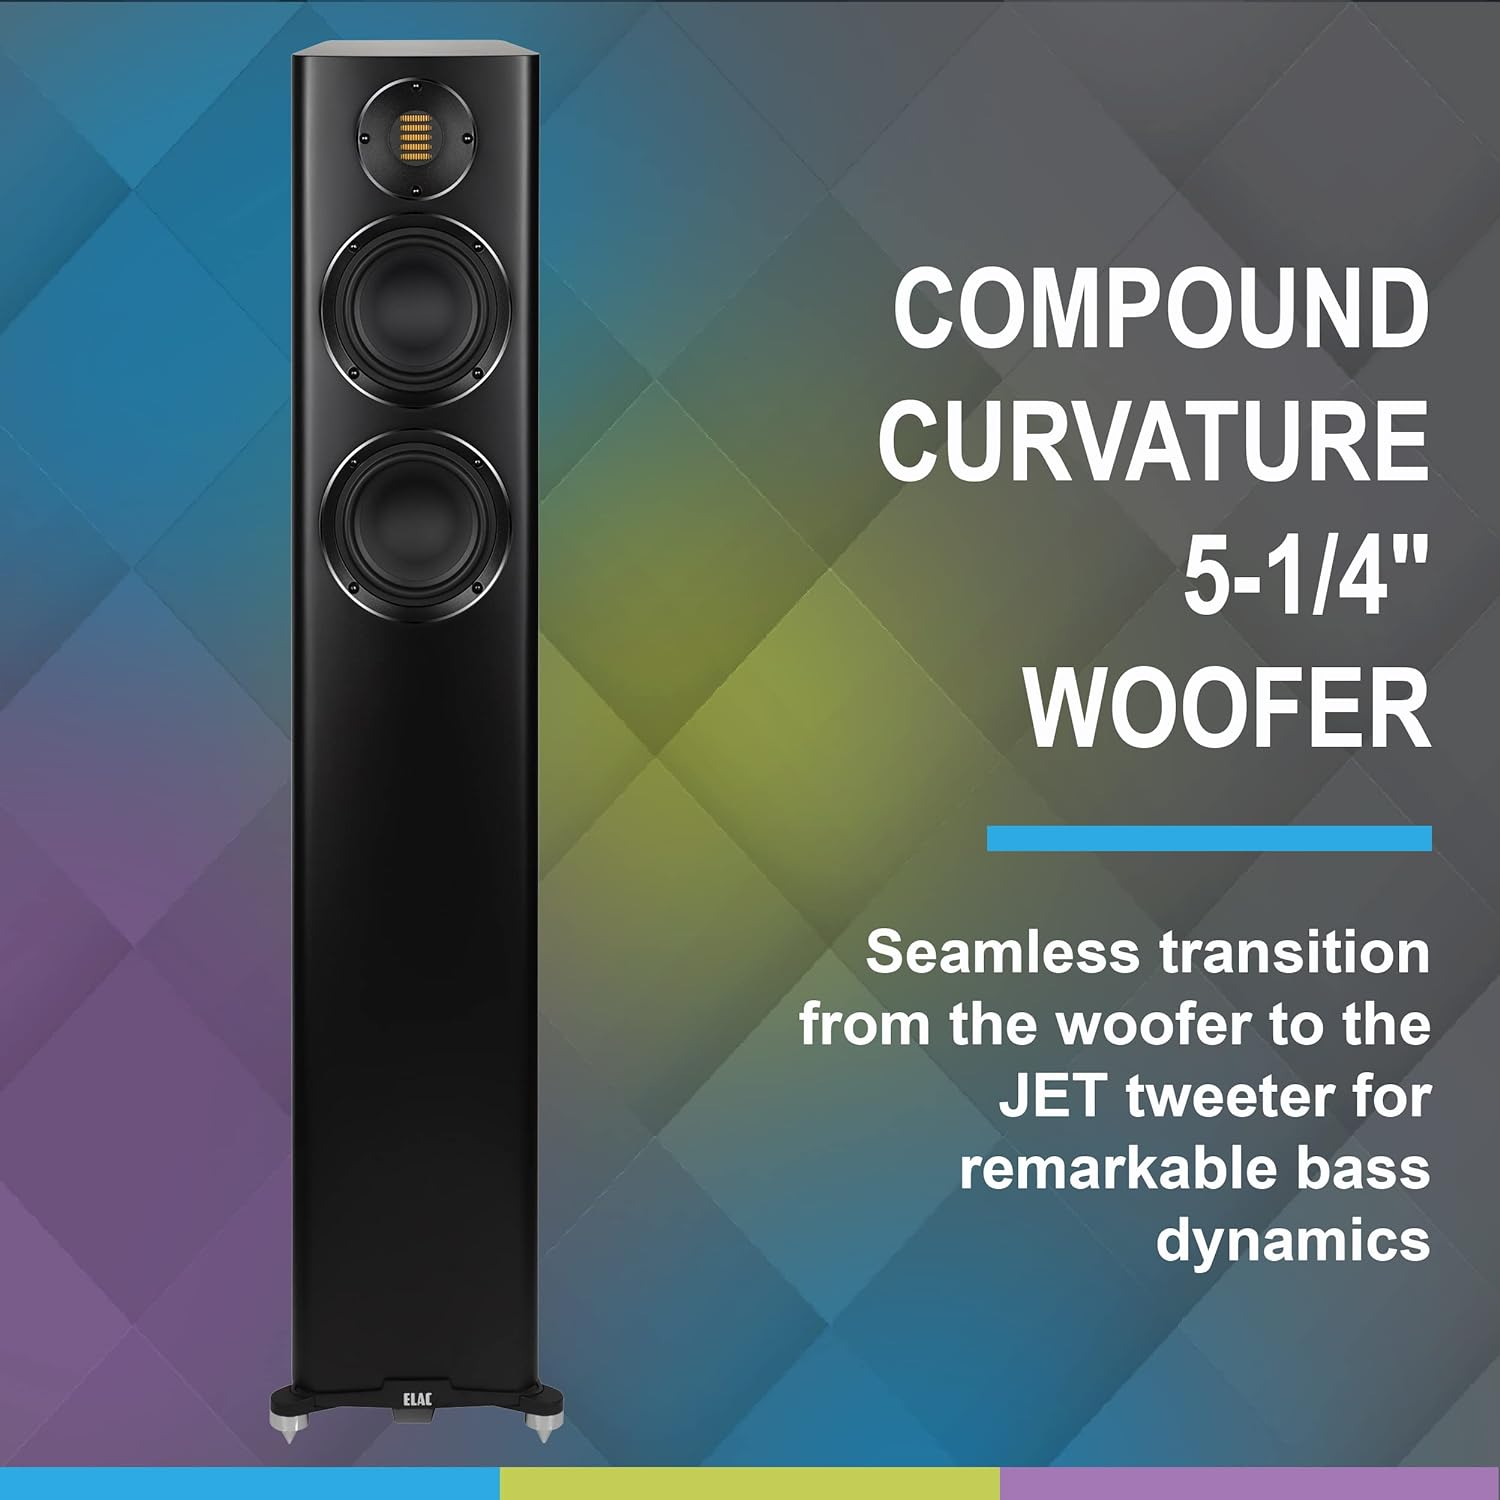 COMPOUND
CURVATURE
5-1/4"
WOOFER
Seamless transition
from the woofer to the
JET tweeter for
remarkable bass
dynamics
ELAC